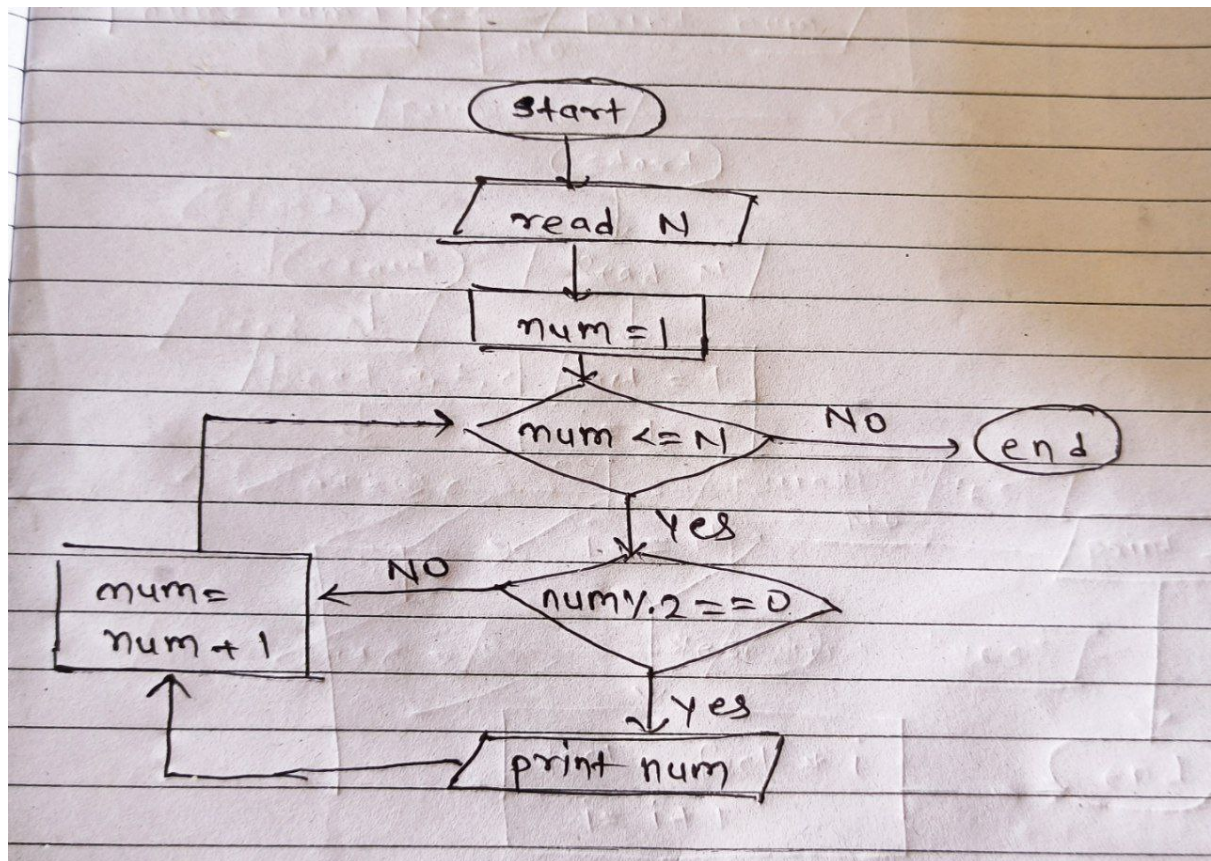 start
read N
num = 1
num <= N
NO
end
Yes
num % 2 == 0
NO
num =
num + 1
Yes
print num